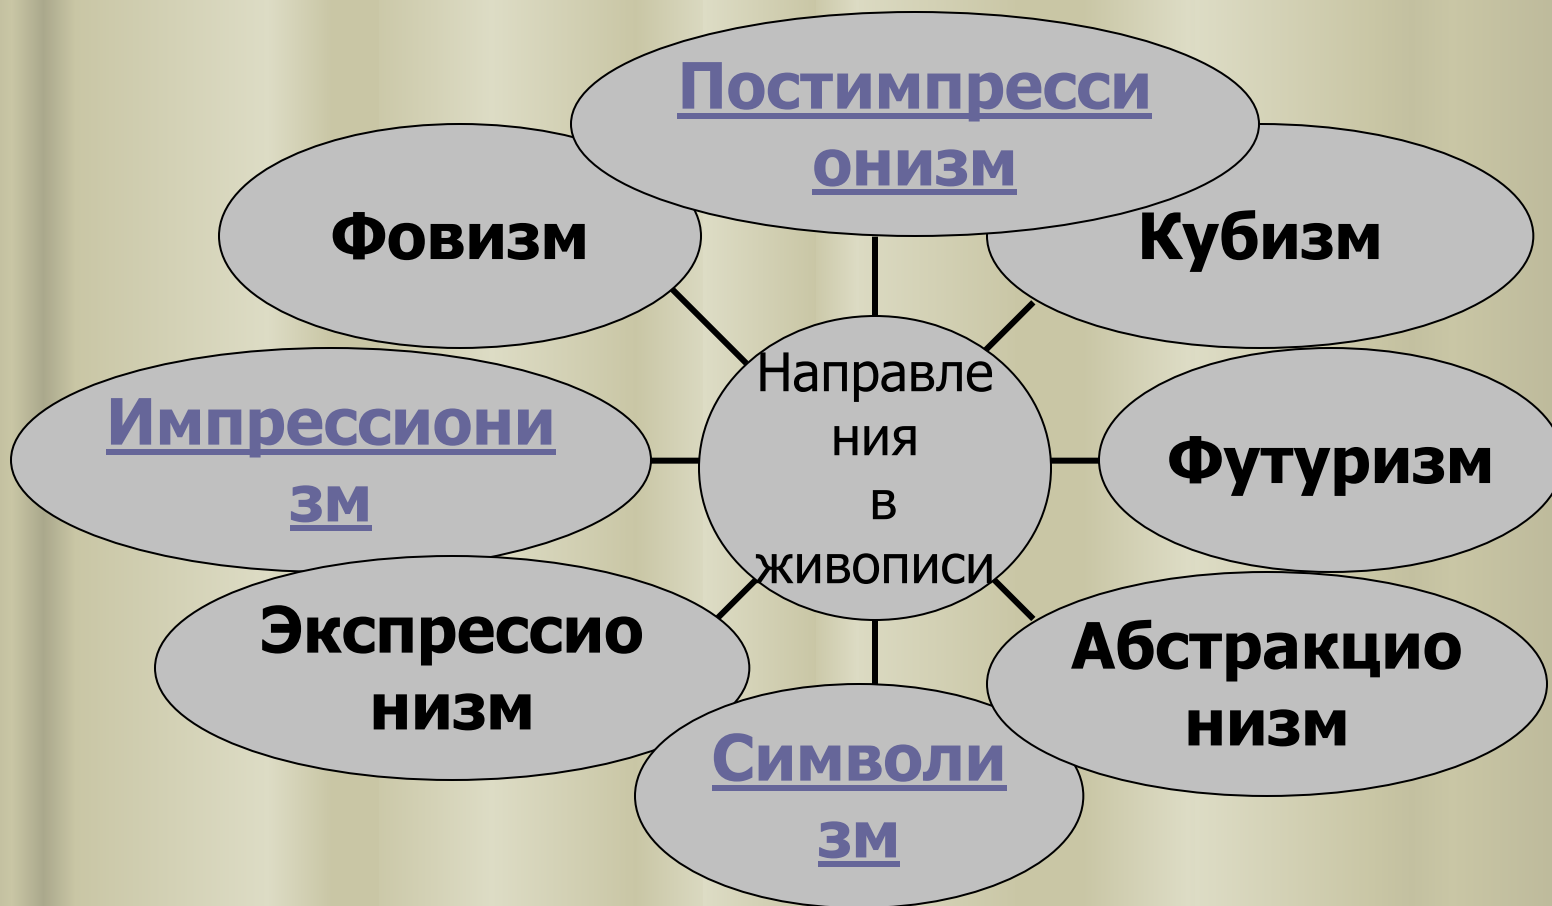 Постимпресси
онизм
Фовизм
Кубизм
Направле
ния
в
живописи
Импрессиони
зм
Футуризм
Экспрессио
низм
Абстракцио
низм
Символи
зм